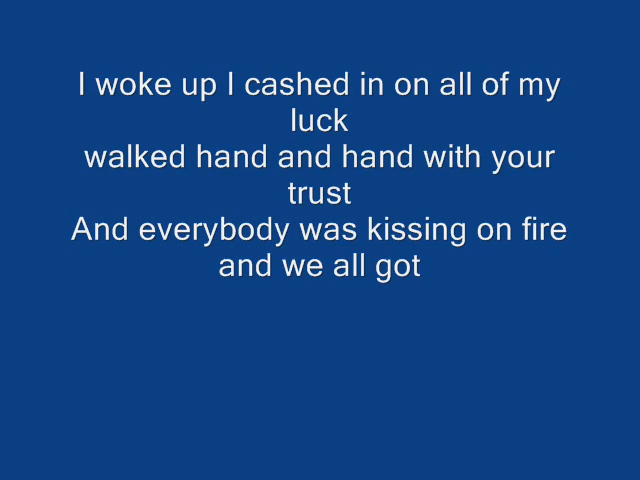 I woke up I cashed in on all of my
luck
walked hand and hand with your
trust
And everybody was kissing on fire
and we all got